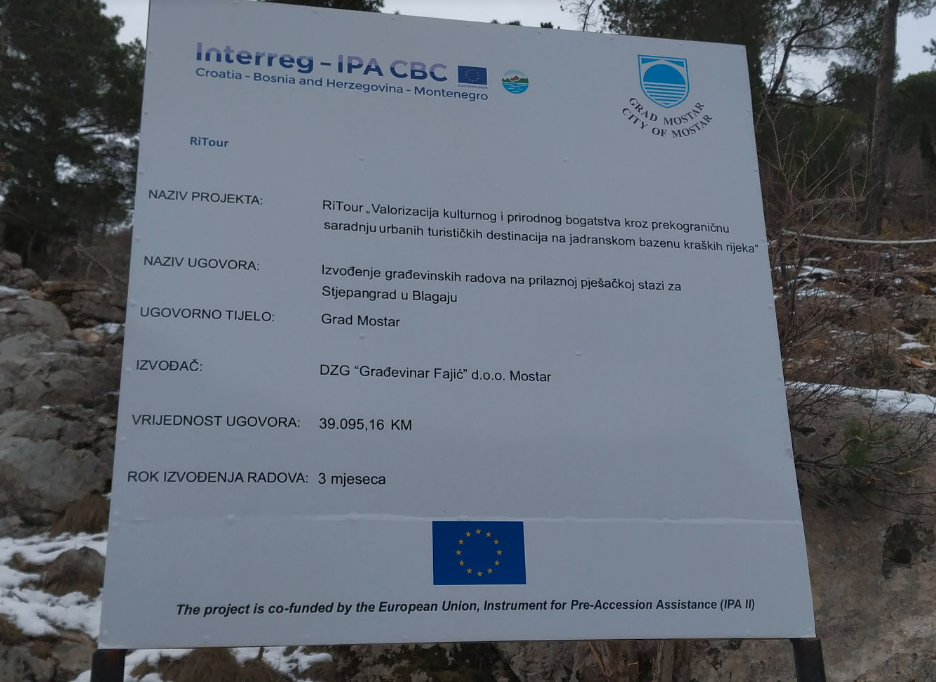 Interreg - IPA CBC
Croatia - Bosnia and Herzegovina - Montenegro
GRAD MOSTAR
CITY OF MOSTAR
RiTour
NAZIV PROJEKTA:
RiTour „Valorizacija kulturnog i prirodnog bogatstva kroz prekograničnu
saradnju urbanih turističkih destinacija na jadranskom bazenu kraških rijeka“
NAZIV UGOVORA:
Izvođenje građevinskih radova na prilaznoj pješačkoj stazi za
Stjepangrad u Blagaju
UGOVORNO TIJELO: Grad Mostar
IZVOĐAČ: DZG “Građevinar Fajić” d.o.o. Mostar
VRIJEDNOST UGOVORA: 39.095,16 KM
ROK IZVOĐENJA RADOVA: 3 mjeseca
The project is co-funded by the European Union, Instrument for Pre-Accession Assistance (IPA II)